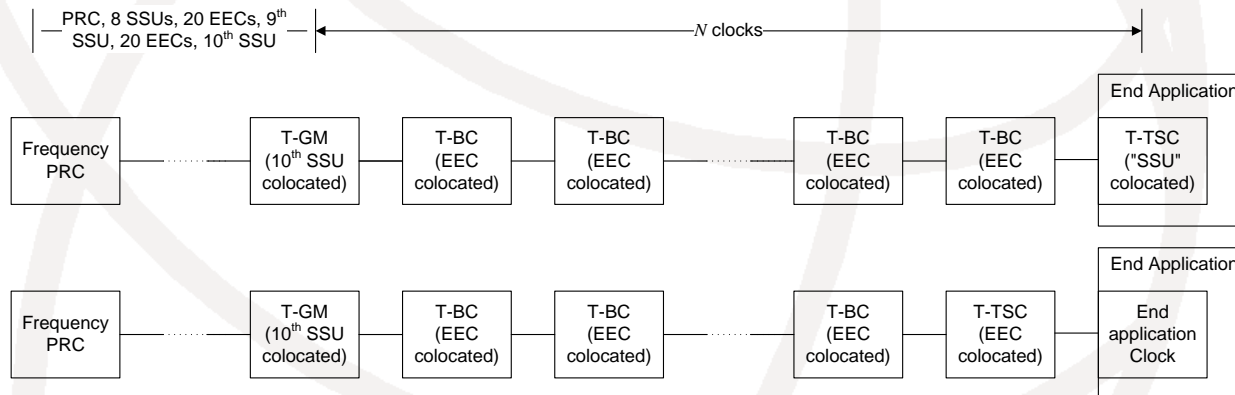 PRC, 8 SSUs, 20 EECs, 9th
SSU, 20 EECs, 10th SSU
N clocks
End Application
Frequency
PRC
T-GM
(10th SSU
colocated)
T-BC
(EEC
colocated)
T-BC
(EEC
colocated)
T-BC
(EEC
colocated)
T-BC
(EEC
colocated)
T-TSC
("SSU"
colocated)
End Application
Frequency
PRC
T-GM
(10th SSU
colocated)
T-BC
(EEC
colocated)
T-BC
(EEC
colocated)
T-BC
(EEC
colocated)
T-TSC
(EEC
colocated)
End
application
Clock